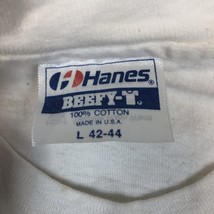 Hanes
BEEFY-T
100% COTTON
MADE IN U.S.A.
L 42-44